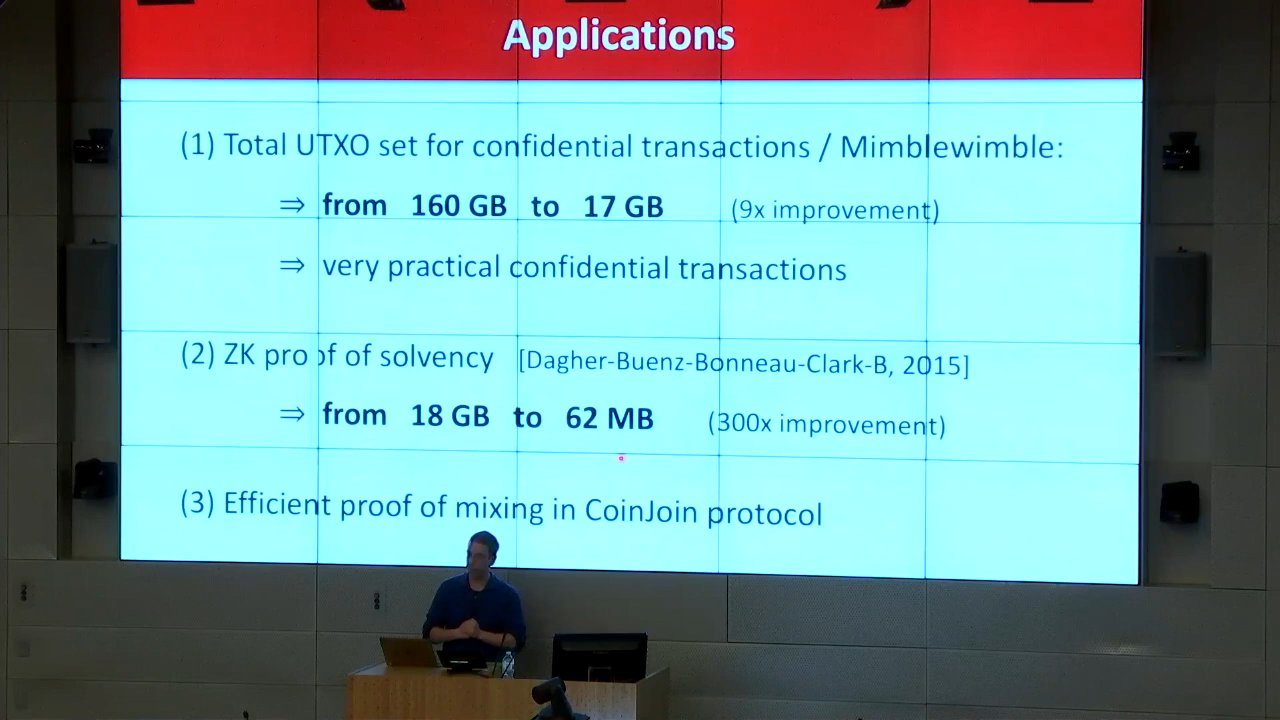 Applications
(1) Total UTXO set for confidential transactions / Mimblewimble:
⇒ from 160 GB to 17 GB (9x improvement)
⇒ very practical confidential transactions
(2) ZK proof of solvency [Dagher-Buenz-Bonneau-Clark-B, 2015]
⇒ from 18 GB to 62 MB (300x improvement)
(3) Efficient proof of mixing in CoinJoin protocol